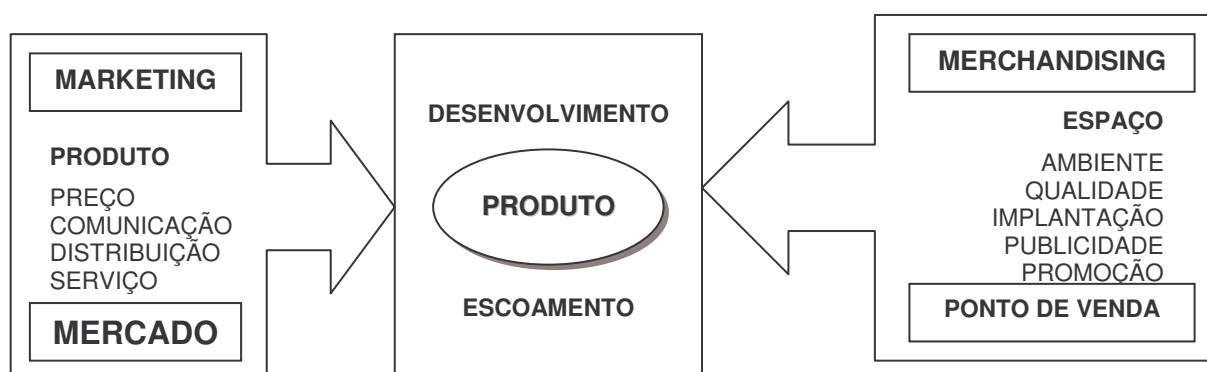 MARKETING
PRODUTO
PREÇO
COMUNICAÇÃO
DISTRIBUIÇÃO
SERVIÇO
MERCADO
DESENVOLVIMENTO
PRODUTO
ESCOAMENTO
MERCHANDISING
ESPAÇO
AMBIENTE
QUALIDADE
IMPLANTAÇÃO
PUBLICIDADE
PROMOÇÃO
PONTO DE VENDA